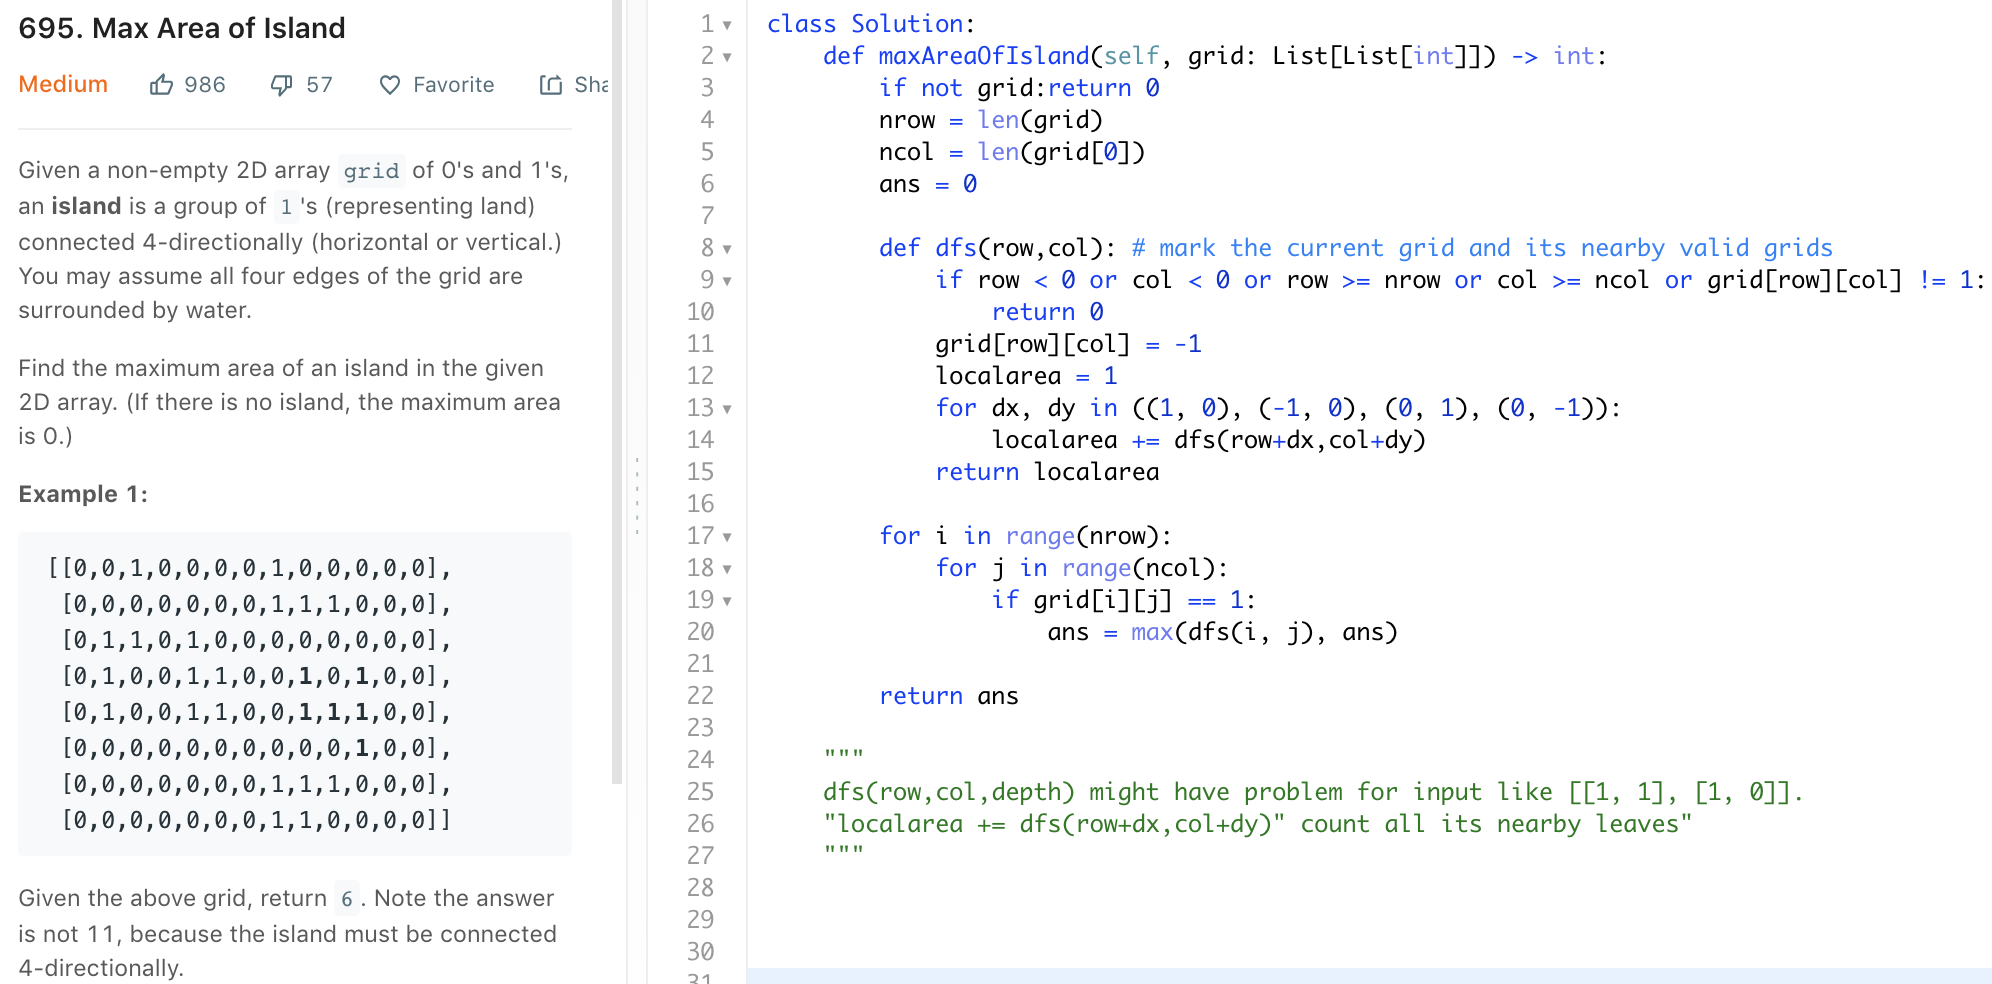 695. Max Area of Island
Medium 986 57 Favorite Sha
Given a non-empty 2D array grid of 0's and 1's,
an island is a group of 1 's (representing land)
connected 4-directionally (horizontal or vertical.)
You may assume all four edges of the grid are
surrounded by water.
Find the maximum area of an island in the given
2D array. (If there is no island, the maximum area
is 0.)
Example 1:
[[0,0,1,0,0,0,0,1,0,0,0,0,0],
[0,0,0,0,0,0,0,1,1,1,0,0,0],
[0,1,1,0,1,0,0,0,0,0,0,0,0],
[0,1,0,0,1,1,0,0,1,0,1,0,0],
[0,1,0,0,1,1,0,0,1,1,1,0,0],
[0,0,0,0,0,0,0,0,0,0,1,0,0],
[0,0,0,0,0,0,0,1,1,1,0,0,0],
[0,0,0,0,0,0,0,1,1,0,0,0,0]]
Given the above grid, return 6 . Note the answer
is not 11, because the island must be connected
4-directionally.
1 class Solution:
2 def maxAreaOfIsland(self, grid: List[List[int]]) -> int:
3 if not grid:return 0
4 nrow = len(grid)
5 ncol = len(grid[0])
6 ans = 0
7
8 def dfs(row,col): # mark the current grid and its nearby valid grids
9 if row < 0 or col < 0 or row >= nrow or col >= ncol or grid[row][col] != 1:
10 return 0
11 grid[row][col] = -1
12 localarea = 1
13 for dx, dy in ((1, 0), (-1, 0), (0, 1), (0, -1)):
14 localarea += dfs(row+dx,col+dy)
15 return localarea
16
17 for i in range(nrow):
18 for j in range(ncol):
19 if grid[i][j] == 1:
20 ans = max(dfs(i, j), ans)
21
22 return ans
23
24 """
25 dfs(row,col,depth) might have problem for input like [[1, 1], [1, 0]].
26 "localarea += dfs(row+dx,col+dy)" count all its nearby leaves"
27 """
28
29
30
31